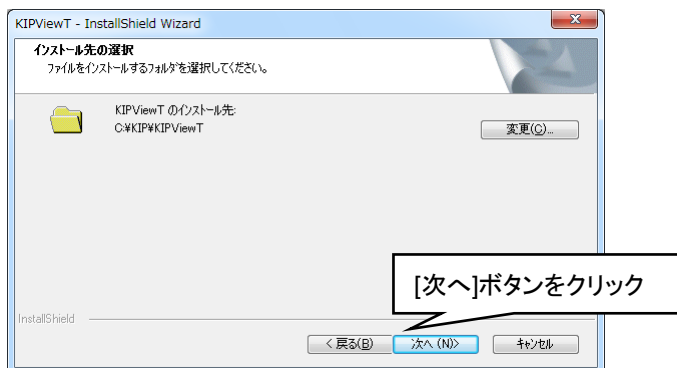 KIPViewT - InstallShield Wizard
インストール先の選択
ファイルをインストールするフォルダを選択してください。
KIPViewT のインストール先:
C:¥KIP¥KIPViewT
変更(C)...
[次へ]ボタンをクリック
InstallShield
< 戻る(B)
次へ (N)>
キャンセル